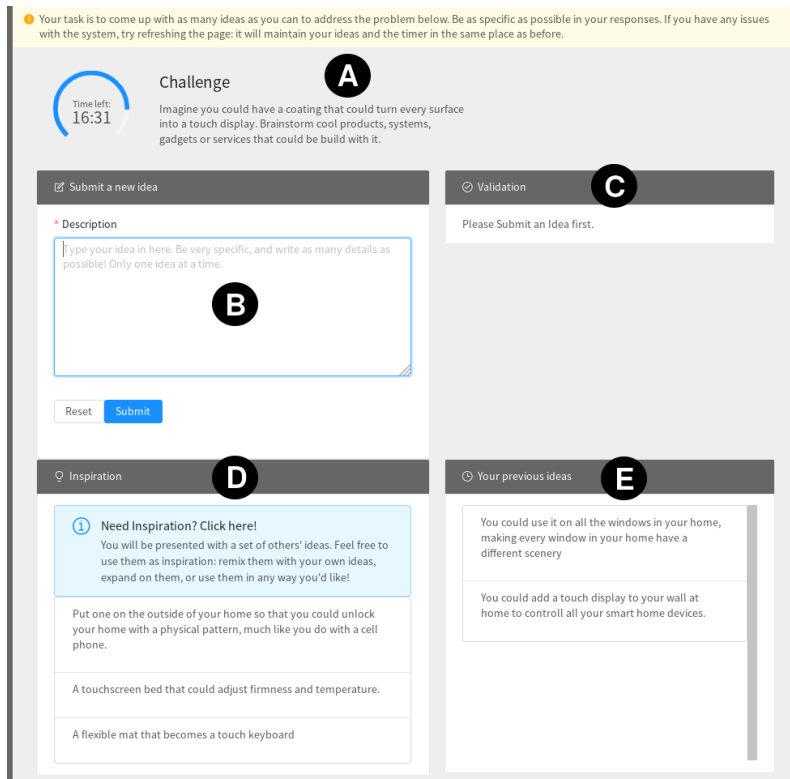 Your task is to come up with as many ideas as you can to address the problem below. Be as specific as possible in your responses. If you have any issues
with the system, try refreshing the page: it will maintain your ideas and the timer in the same place as before.
A
Challenge
Time left:
16:31
Imagine you could have a coating that could turn every surface
into a touch display. Brainstorm cool products, systems,
gadgets or services that could be build with it.
Submit a new idea
* Description
Type your idea in here. Be very specific, and write as many details as
possible! Only one idea at a time.
B
Reset
Submit
Validation
C
Please Submit an Idea first.
Inspiration
D
Need Inspiration? Click here!
You will be presented with a set of others' ideas. Feel free to
use them as inspiration: remix them with your own ideas,
expand on them, or use them in any way you'd like!
Put one on the outside of your home so that you could unlock
your home with a physical pattern, much like you do with a cell
phone.
A touchscreen bed that could adjust firmness and temperature.
A flexible mat that becomes a touch keyboard
Your previous ideas
E
You could use it on all the windows in your home,
making every window in your home have a
different scenery
You could add a touch display to your wall at
home to controll all your smart home devices.